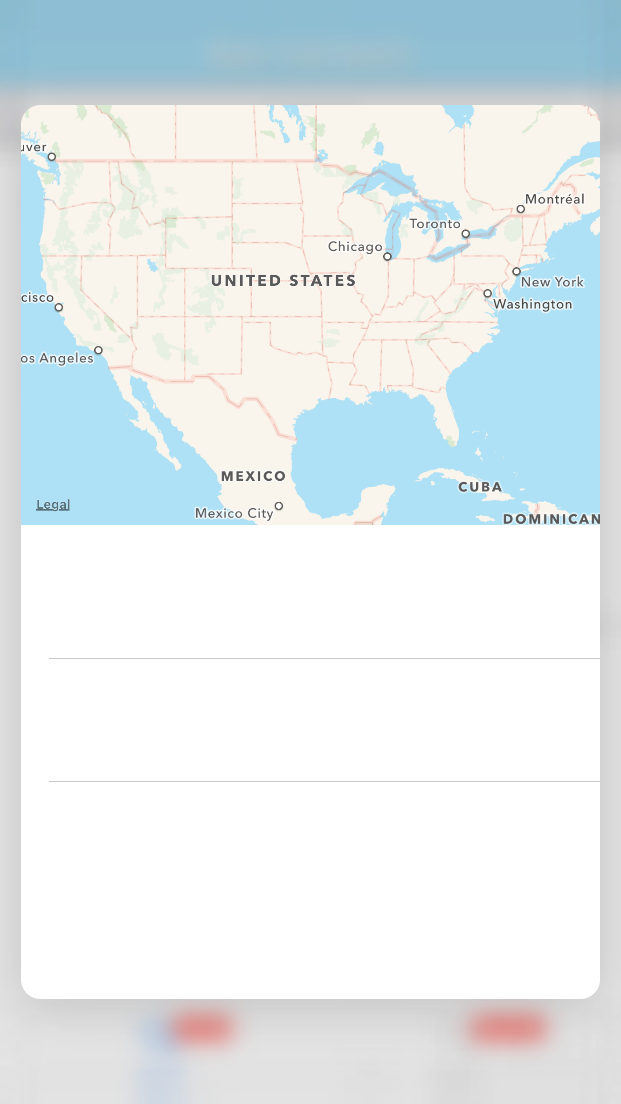 uver
Montréal
Toronto
Chicago
New York
UNITED STATES
Washington
cisco
os Angeles
MEXICO
CUBA
Legal
Mexico City
DOMINICAN